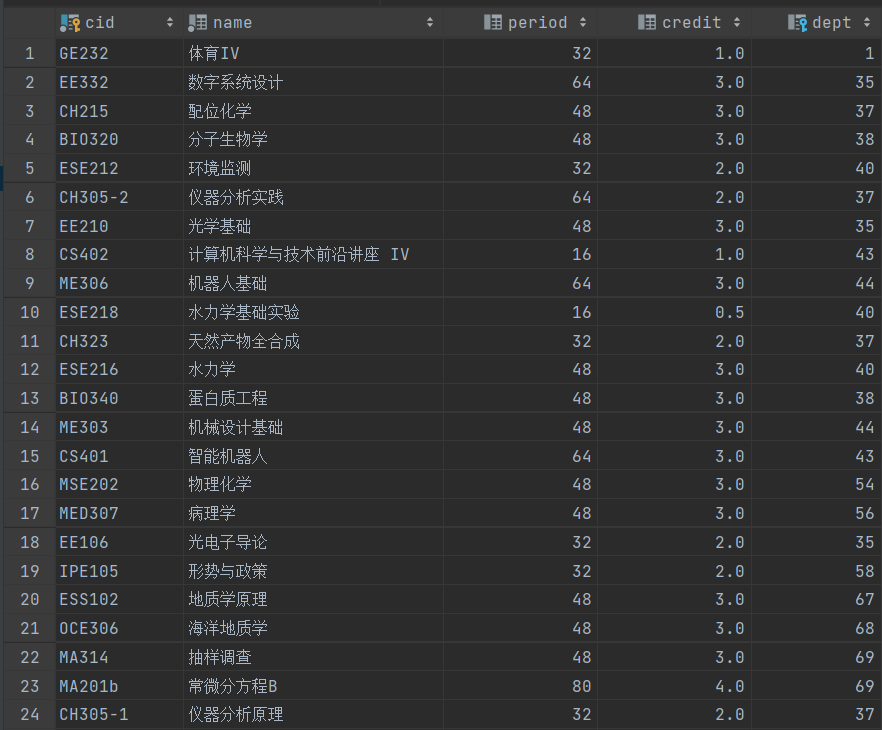 cid name period credit dept
1 GE232 体育IV 32 1.0 1
2 EE332 数字系统设计 64 3.0 35
3 CH215 配位化学 48 3.0 37
4 BIO320 分子生物学 48 3.0 38
5 ESE212 环境监测 32 2.0 40
6 CH305-2 仪器分析实践 64 2.0 37
7 EE210 光学基础 48 3.0 35
8 CS402 计算机科学与技术前沿讲座 IV 16 1.0 43
9 ME306 机器人基础 64 3.0 44
10 ESE218 水力学基础实验 16 0.5 40
11 CH323 天然产物全合成 32 2.0 37
12 ESE216 水力学 48 3.0 40
13 BIO340 蛋白质工程 48 3.0 38
14 ME303 机械设计基础 48 3.0 44
15 CS401 智能机器人 64 3.0 43
16 MSE202 物理化学 48 3.0 54
17 MED307 病理学 48 3.0 56
18 EE106 光电子导论 32 2.0 35
19 IPE105 形势与政策 32 2.0 58
20 ESS102 地质学原理 48 3.0 67
21 OCE306 海洋地质学 48 3.0 68
22 MA314 抽样调查 48 3.0 69
23 MA201b 常微分方程B 80 4.0 69
24 CH305-1 仪器分析原理 32 2.0 37